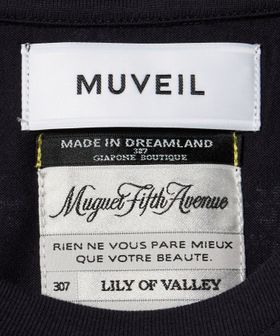 MUVEIL
MADE IN DREAMLAND
307
GIAPONE BOUTIQUE
Muguet Fifth Avenue
RIEN NE VOUS PARE MIEUX
QUE VOTRE BEAUTE.
307 LILY OF VALLEY